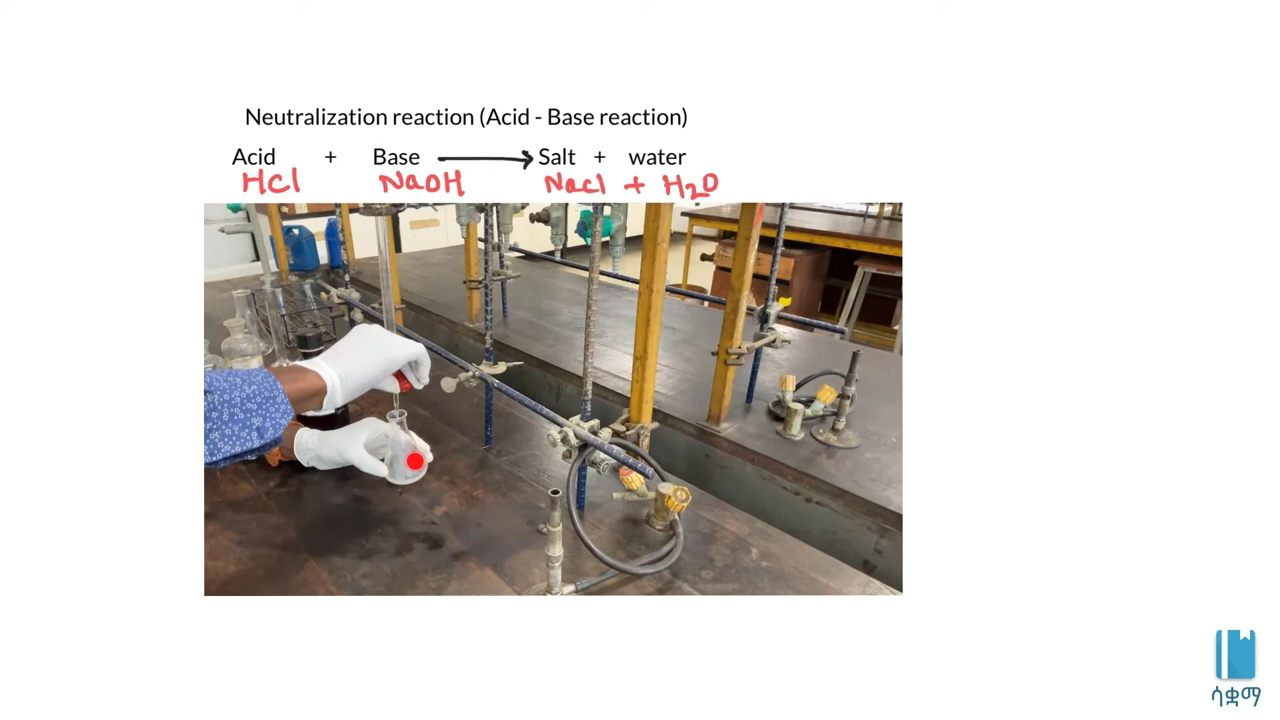 Neutralization reaction (Acid - Base reaction)
Acid + Base ⟶ Salt + water
HCl NaOH Nacl + H2O
ሳቋማ